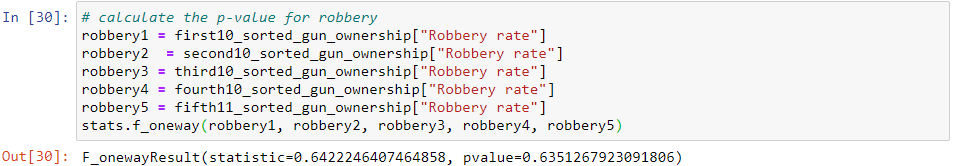 In [30]: # calculate the p-value for robbery
robbery1 = first10_sorted_gun_ownership["Robbery rate"]
robbery2  = second10_sorted_gun_ownership["Robbery rate"]
robbery3 = third10_sorted_gun_ownership["Robbery rate"]
robbery4 = fourth10_sorted_gun_ownership["Robbery rate"]
robbery5 = fifth11_sorted_gun_ownership["Robbery rate"]
stats.f_oneway(robbery1, robbery2, robbery3, robbery4, robbery5)
Out[30]: F_onewayResult(statistic=0.6422246407464858, pvalue=0.6351267923091806)